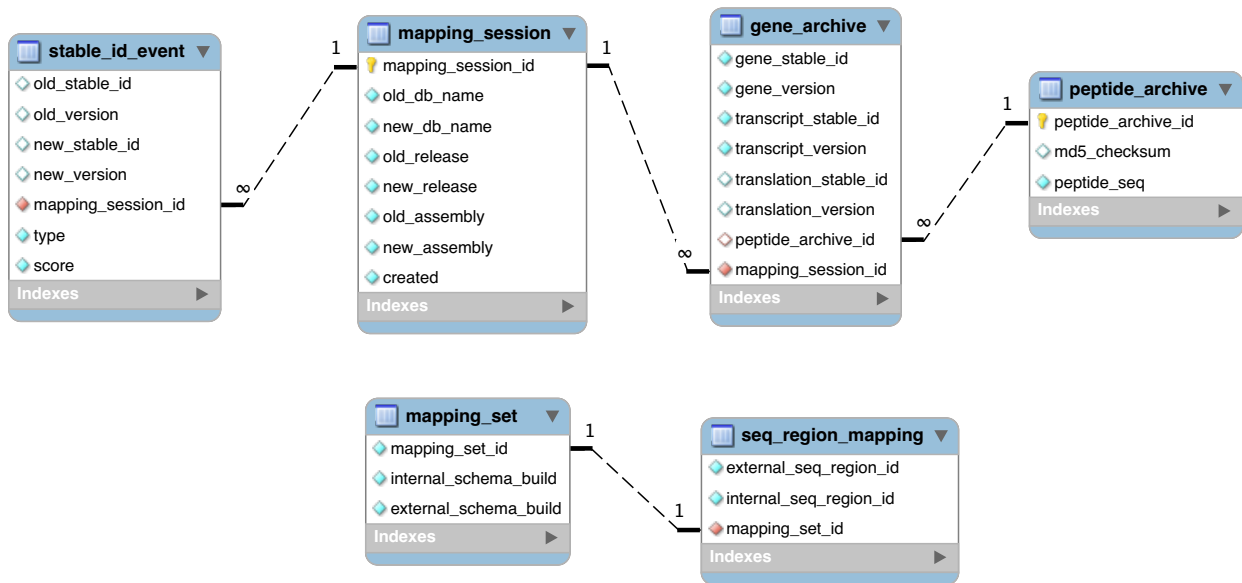 stable_id_event
old_stable_id
old_version
new_stable_id
new_version
mapping_session_id
type
score
Indexes
1
∞
mapping_session
mapping_session_id
old_db_name
new_db_name
old_release
new_release
old_assembly
new_assembly
created
Indexes
1
∞
gene_archive
gene_stable_id
gene_version
transcript_stable_id
transcript_version
translation_stable_id
translation_version
peptide_archive_id
mapping_session_id
Indexes
∞
1
peptide_archive
peptide_archive_id
md5_checksum
peptide_seq
Indexes
mapping_set
mapping_set_id
internal_schema_build
external_schema_build
Indexes
1
1
seq_region_mapping
external_seq_region_id
internal_seq_region_id
mapping_set_id
Indexes